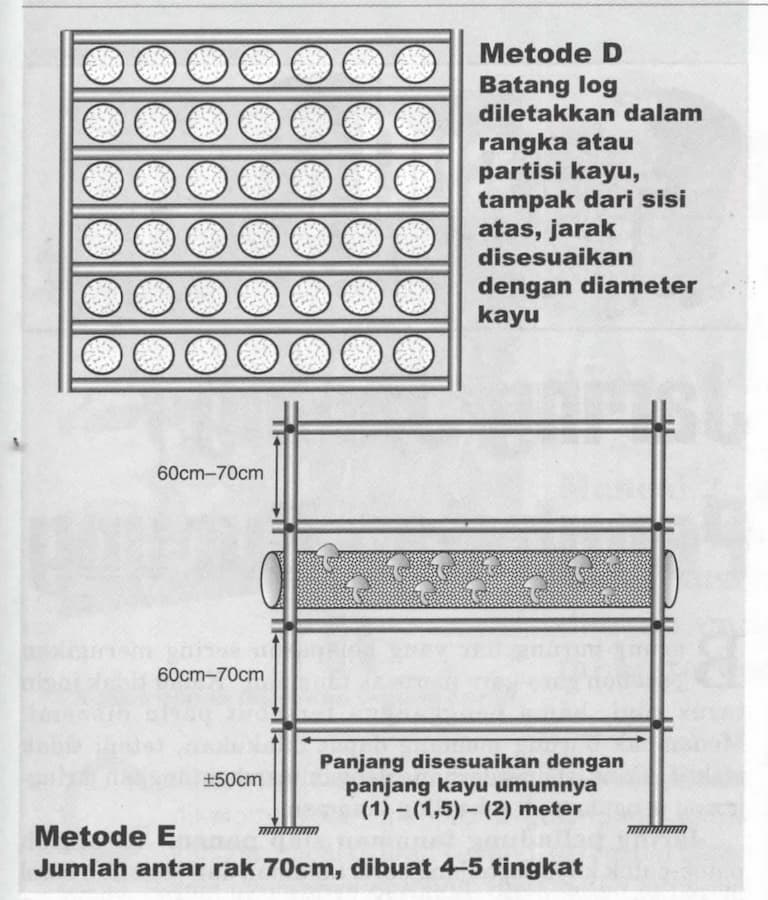 Metode D
Batang log
diletakkan dalam
rangka atau
partisi kayu,
tampak dari sisi
atas, jarak
disesuaikan
dengan diameter
kayu
60cm–70cm
60cm–70cm
±50cm
Panjang disesuaikan dengan
panjang kayu umumnya
(1) – (1.5) – (2) meter
Metode E
Jumlah antar rak 70cm, dibuat 4–5 tingkat